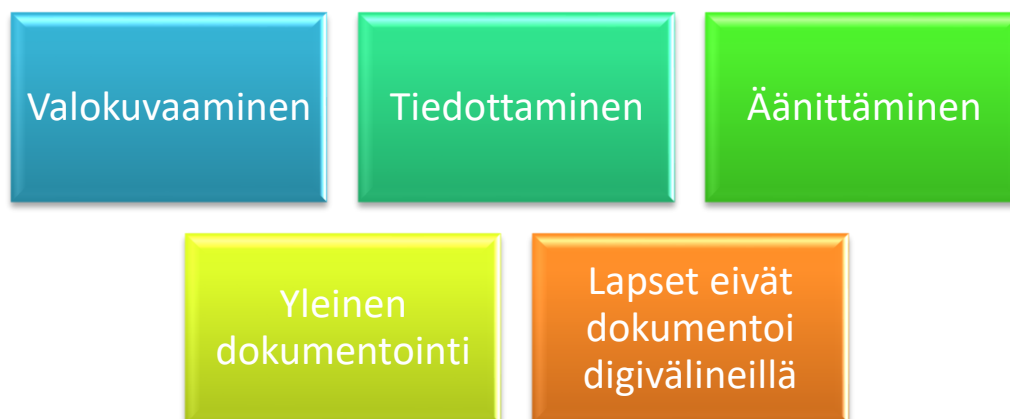 Valokuvaaminen
Tiedottaminen
Äänittäminen
Yleinen
dokumentointi
Lapset eivät
dokumentoi
digivälineillä